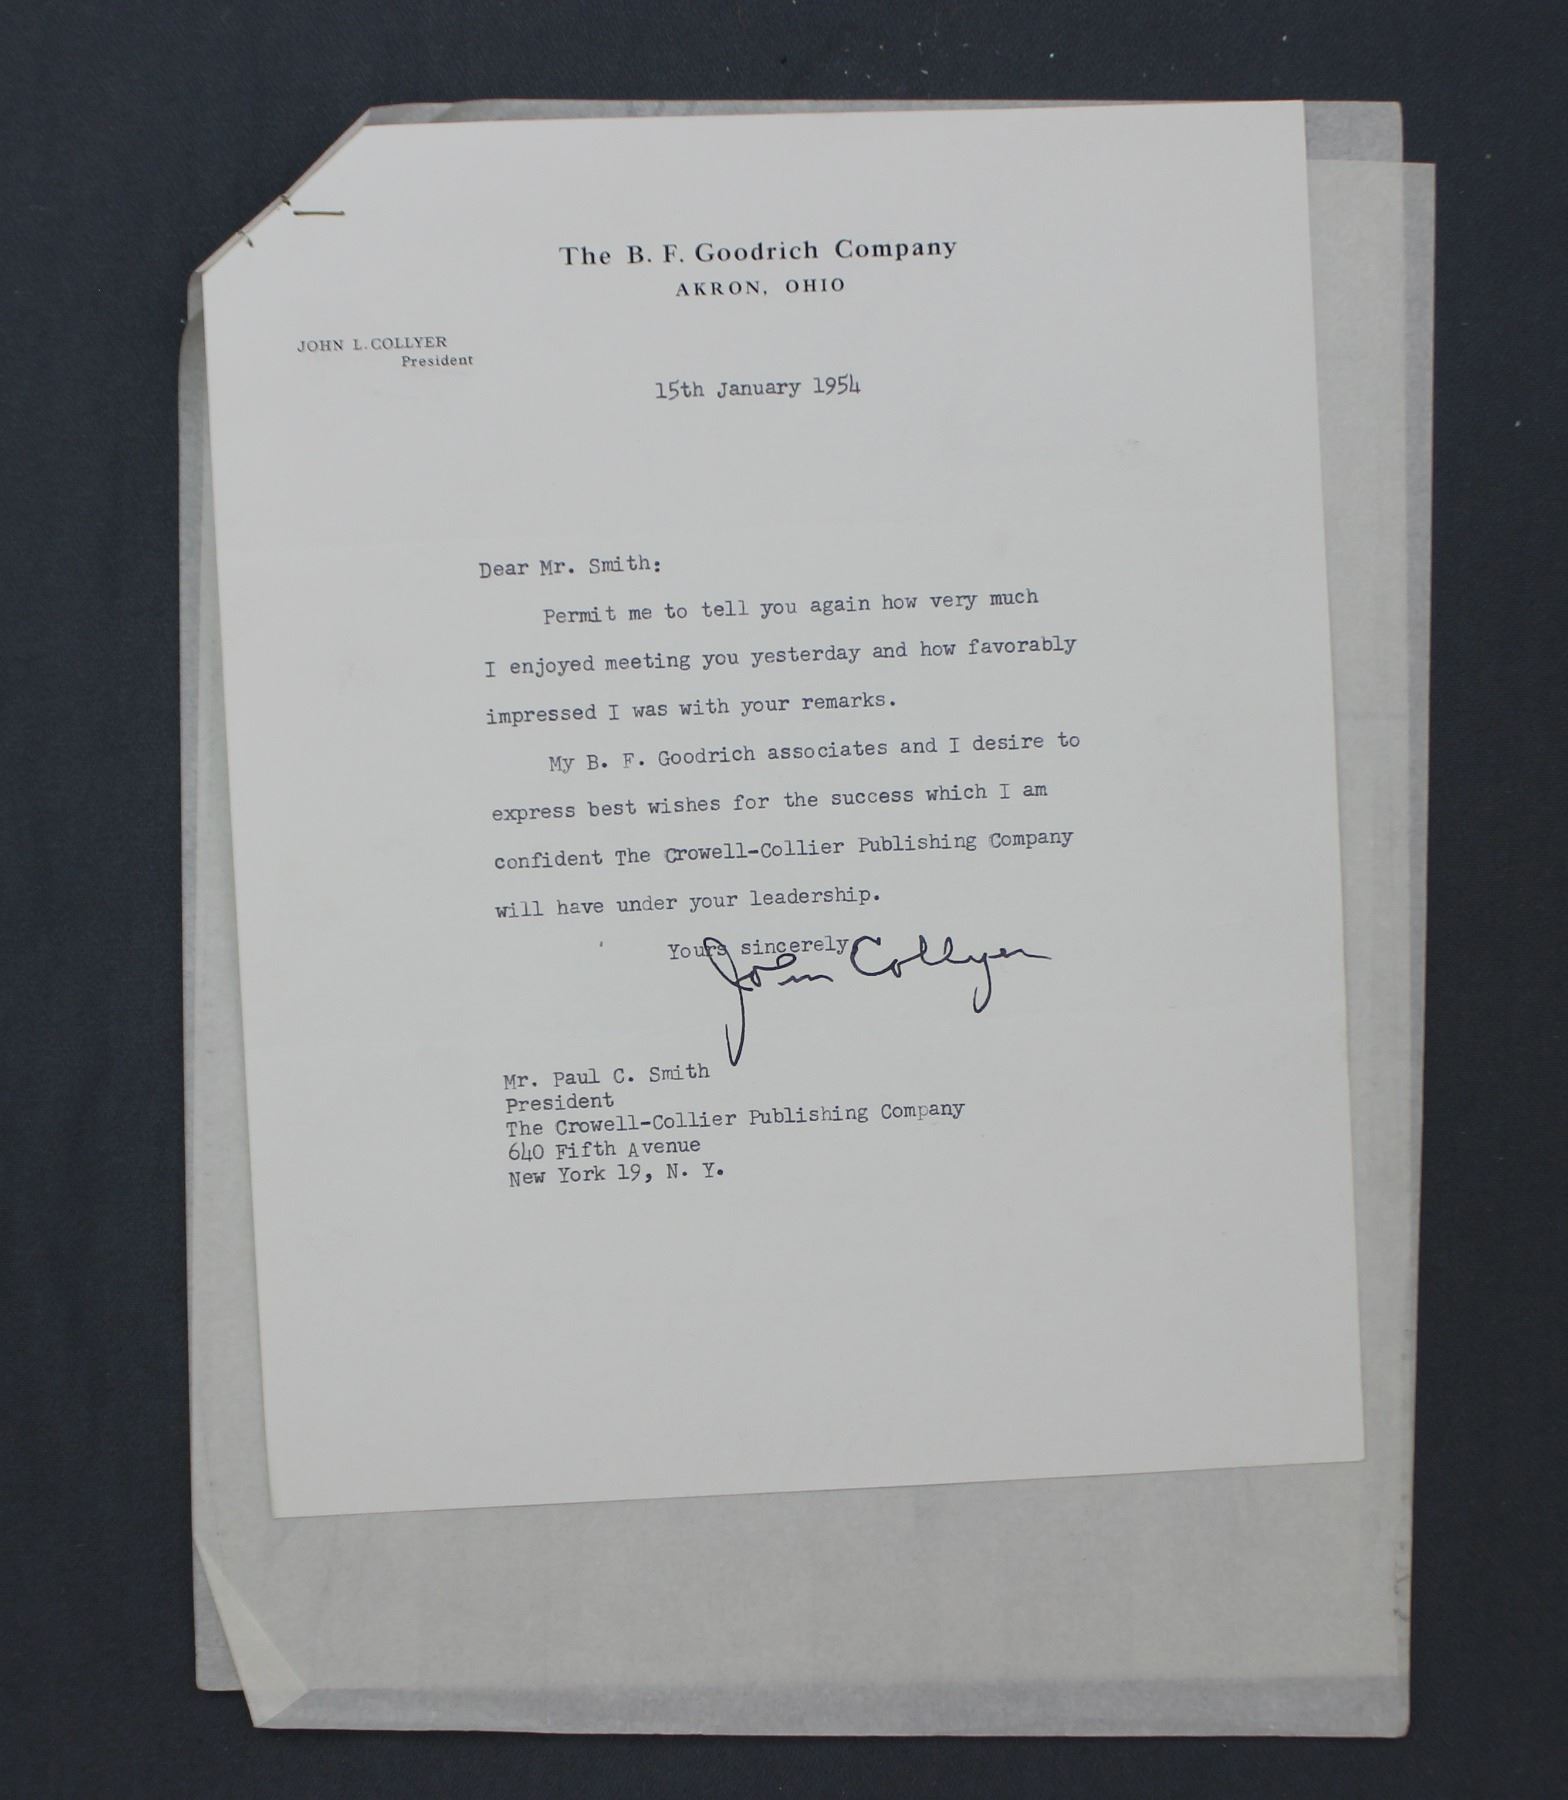 The B. F. Goodrich Company
AKRON, OHIO
JOHN L. COLLYER
President
15th January 1954
Dear Mr. Smith:
Permit me to tell you again how very much
I enjoyed meeting you yesterday and how favorably
impressed I was with your remarks.
My B. F. Goodrich associates and I desire to
express best wishes for the success which I am
confident The Crowell-Collier Publishing Company
will have under your leadership.
Yours sincerely
John Collyer
Mr. Paul C. Smith
President
The Crowell-Collier Publishing Company
640 Fifth Avenue
New York 19, N. Y.